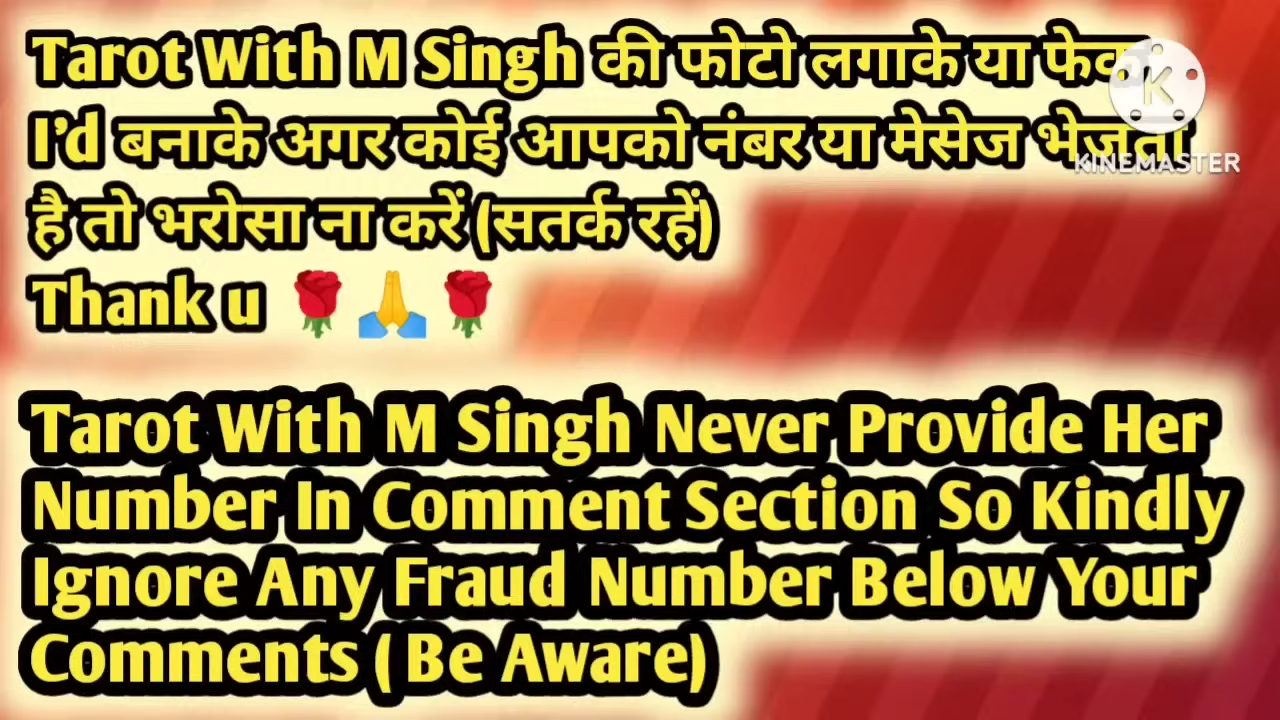 Tarot With M Singh की फोटो लगाके या फेक
I'd बनाके अगर कोई आपको नंबर या मेसेज भेजता
है तो भरोसा ना करें (सतर्क रहें)
Thank u 🌹🙏🌹
Tarot With M Singh Never Provide Her
Number In Comment Section So Kindly
Ignore Any Fraud Number Below Your
Comments ( Be Aware)
K
KINEMASTER